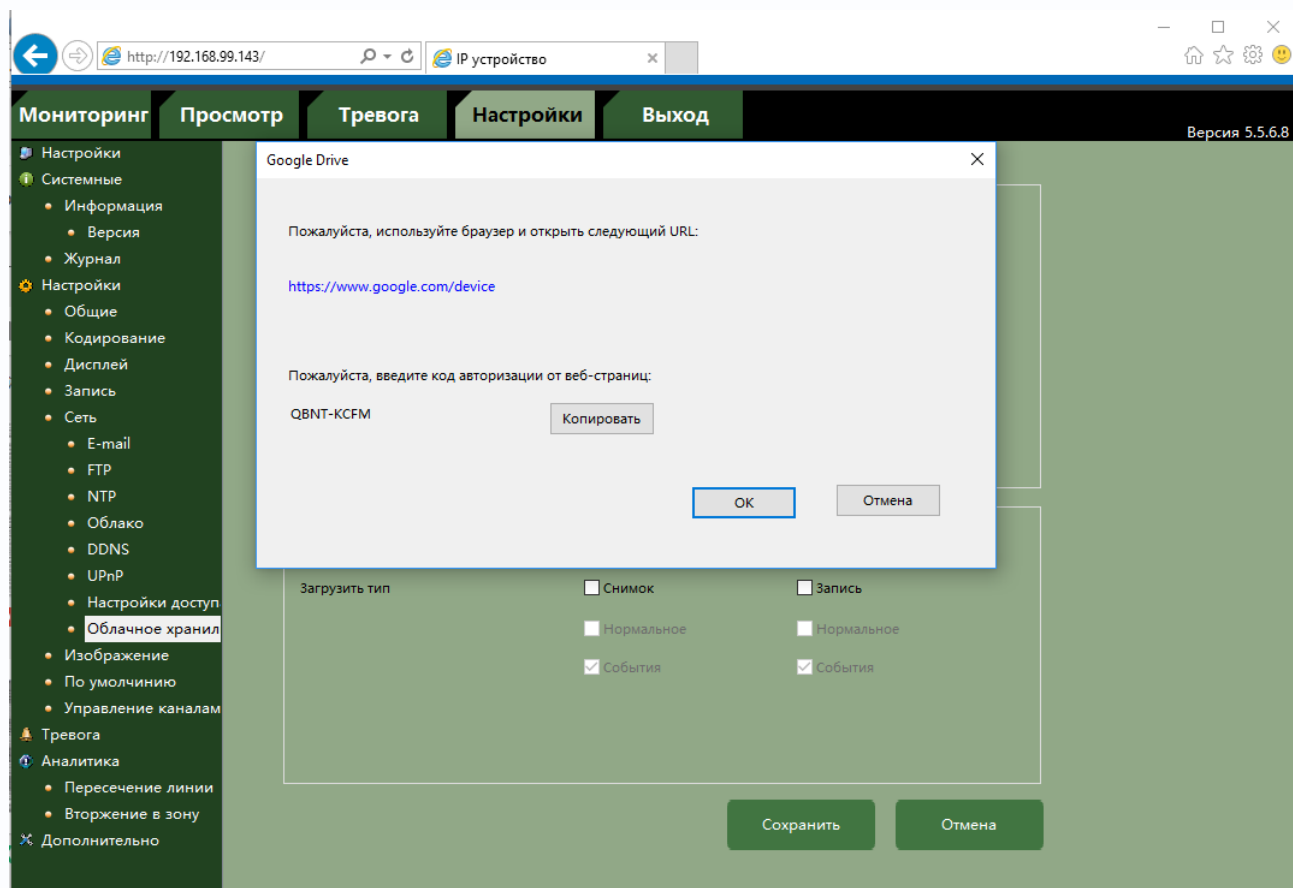 http://192.168.99.143/
IP устройство
Мониторинг
Просмотр
Тревога
Настройки
Выход
Версия 5.5.6.8
Настройки
Системные
Информация
Версия
Журнал
Настройки
Общие
Кодирование
Дисплей
Запись
Сеть
E-mail
FTP
NTP
Облако
DDNS
UPnP
Настройки доступ
Облачное хранил
Изображение
По умолчинию
Управление каналам
Тревога
Аналитика
Пересечение линии
Вторжение в зону
Дополнительно
Google Drive
Пожалуйста, используйте браузер и открыть следующий URL:
https://www.google.com/device
Пожалуйста, введите код авторизации от веб-страниц:
QBNT-KCFM
Копировать
OK
Отмена
Загрузить тип
Снимок
Запись
Нормальное
Нормальное
События
События
Сохранить
Отмена